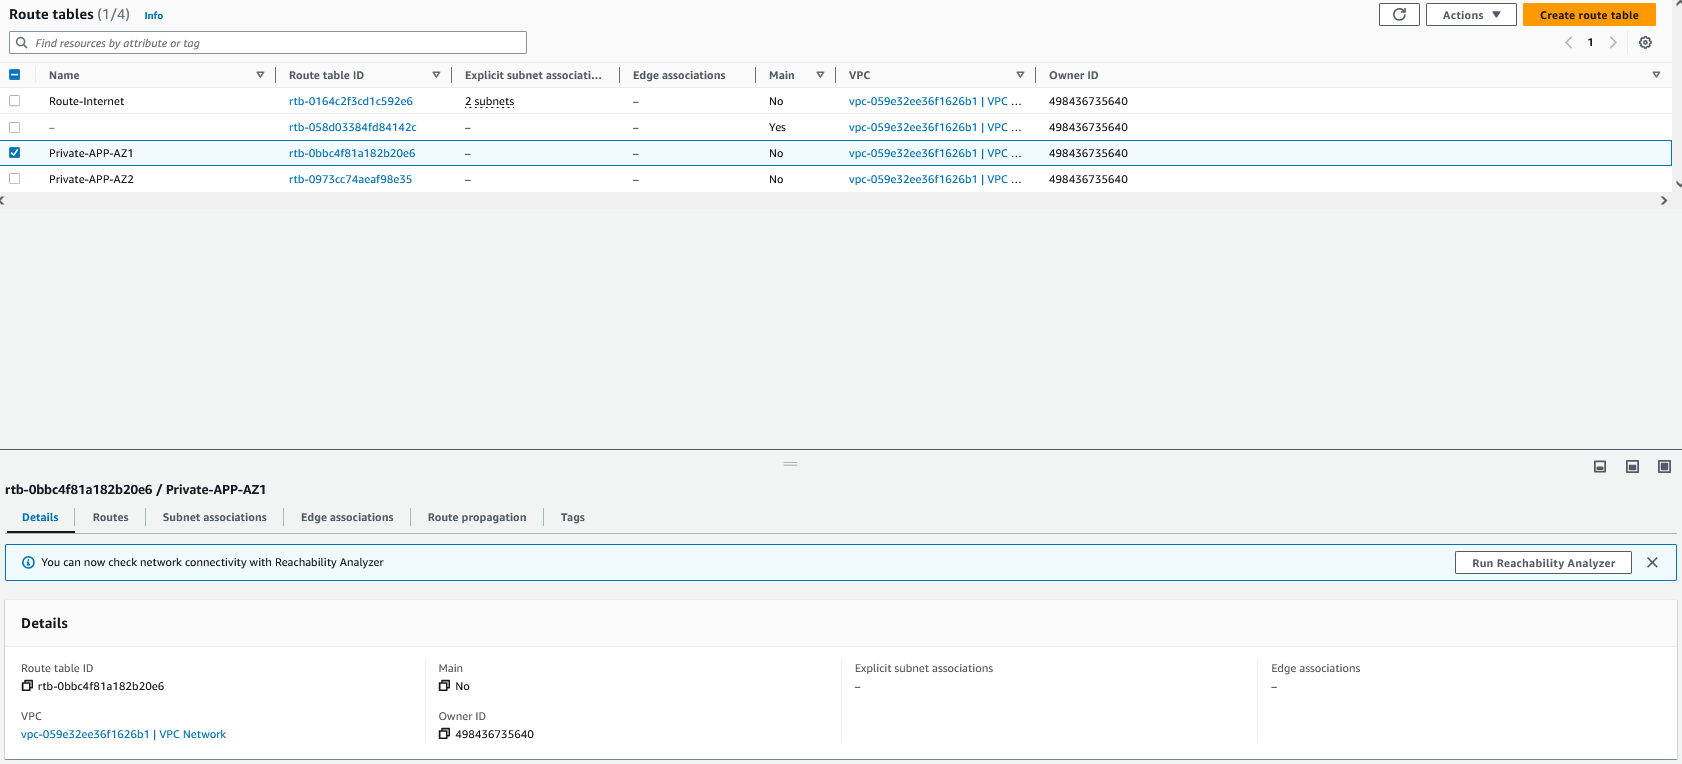 Route tables (1/4) Info
Actions
Create route table
Find resources by attribute or tag
1
Name Route table ID Explicit subnet associati... Edge associations Main VPC Owner ID
Route-Internet rtb-0164c2f3cd1c592e6 2 subnets – No vpc-059e32ee36f1626b1 | VPC ... 498436735640
– rtb-058d03384fd84142c – – Yes vpc-059e32ee36f1626b1 | VPC ... 498436735640
Private-APP-AZ1 rtb-0bbc4f81a182b20e6 – – No vpc-059e32ee36f1626b1 | VPC ... 498436735640
Private-APP-AZ2 rtb-0973cc74aeaf98e35 – – No vpc-059e32ee36f1626b1 | VPC ... 498436735640
rtb-0bbc4f81a182b20e6 / Private-APP-AZ1
Details Routes Subnet associations Edge associations Route propagation Tags
You can now check network connectivity with Reachability Analyzer
Run Reachability Analyzer
Details
Route table ID Main Explicit subnet associations Edge associations
rtb-0bbc4f81a182b20e6 No – –
VPC Owner ID
vpc-059e32ee36f1626b1 | VPC Network 498436735640